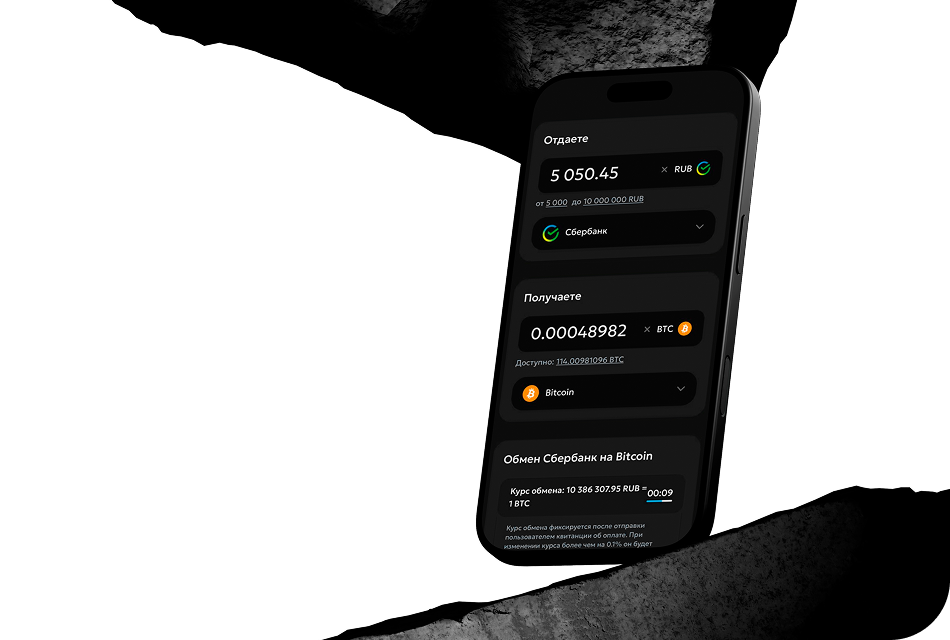 Отдаете
5 050.45 × RUB
от 5 000 до 10 000 000 RUB
Сбербанк
Получаете
0.00048982 × BTC
Доступно: 114.00981096 BTC
Bitcoin
Обмен Сбербанк на Bitcoin
Курс обмена: 10 386 307.95 RUB = 00:09
1 BTC
Курс обмена фиксируется после отправки
пользователем квитанции об оплате. При
изменении курса более чем на 0.1% он будет